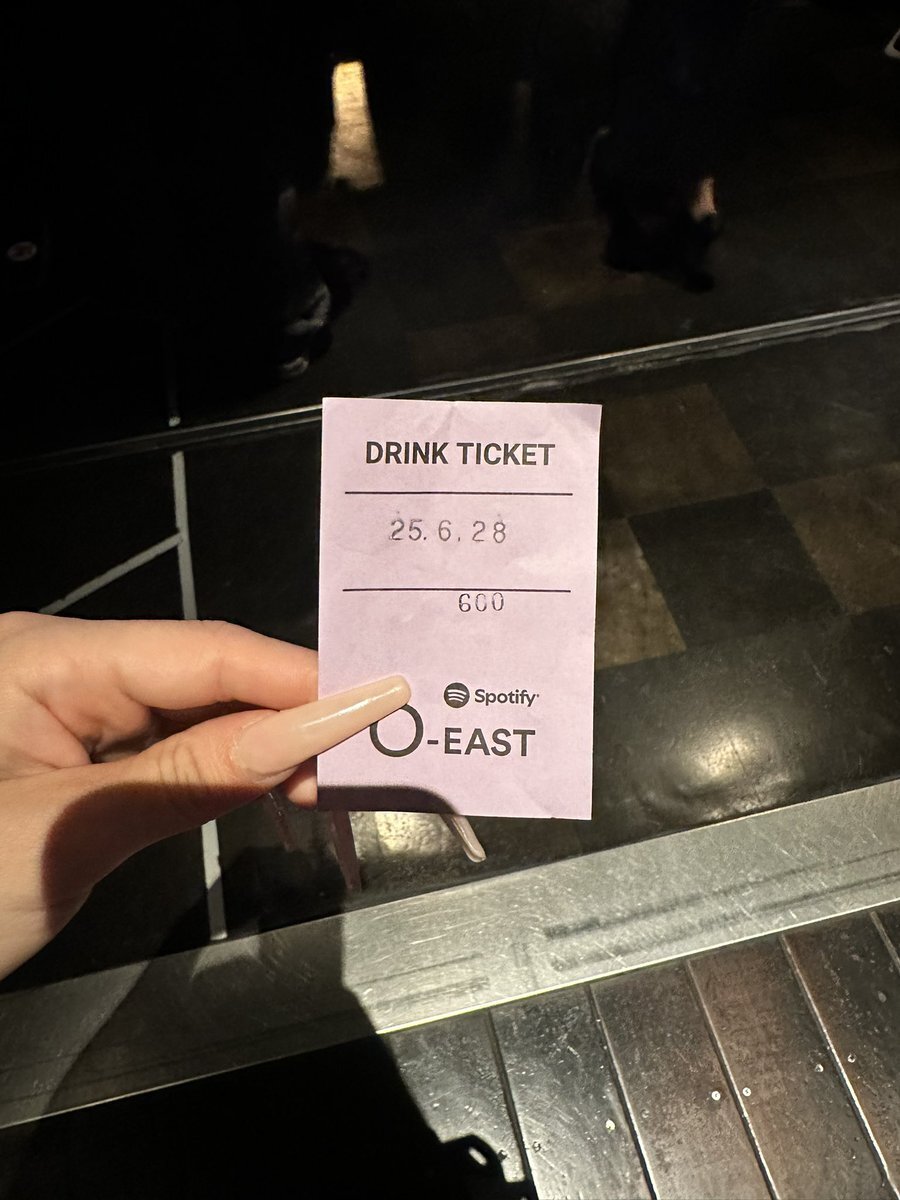 DRINK TICKET
25.6.28
600
Spotify
O-EAST